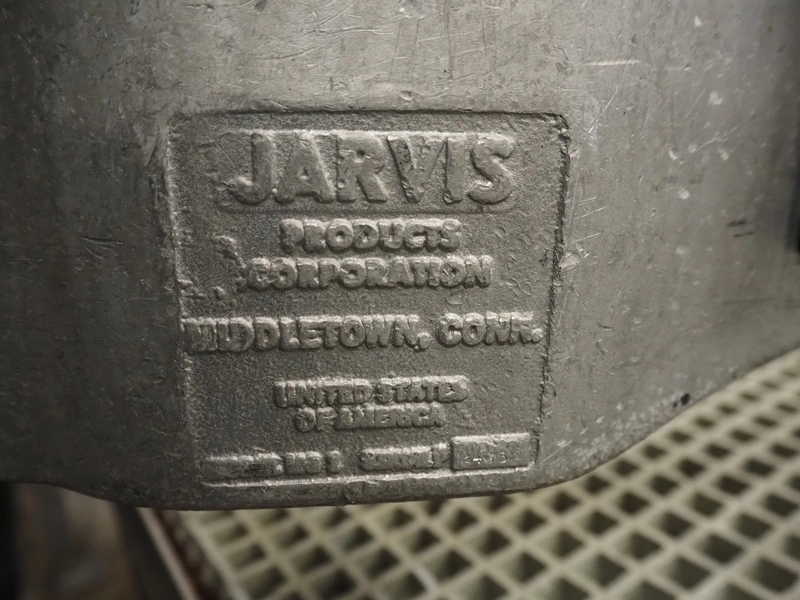 JARVIS
PRODUCTS
CORPORATION
MIDDLETOWN, CONN.
UNITED STATES
OF AMERICA